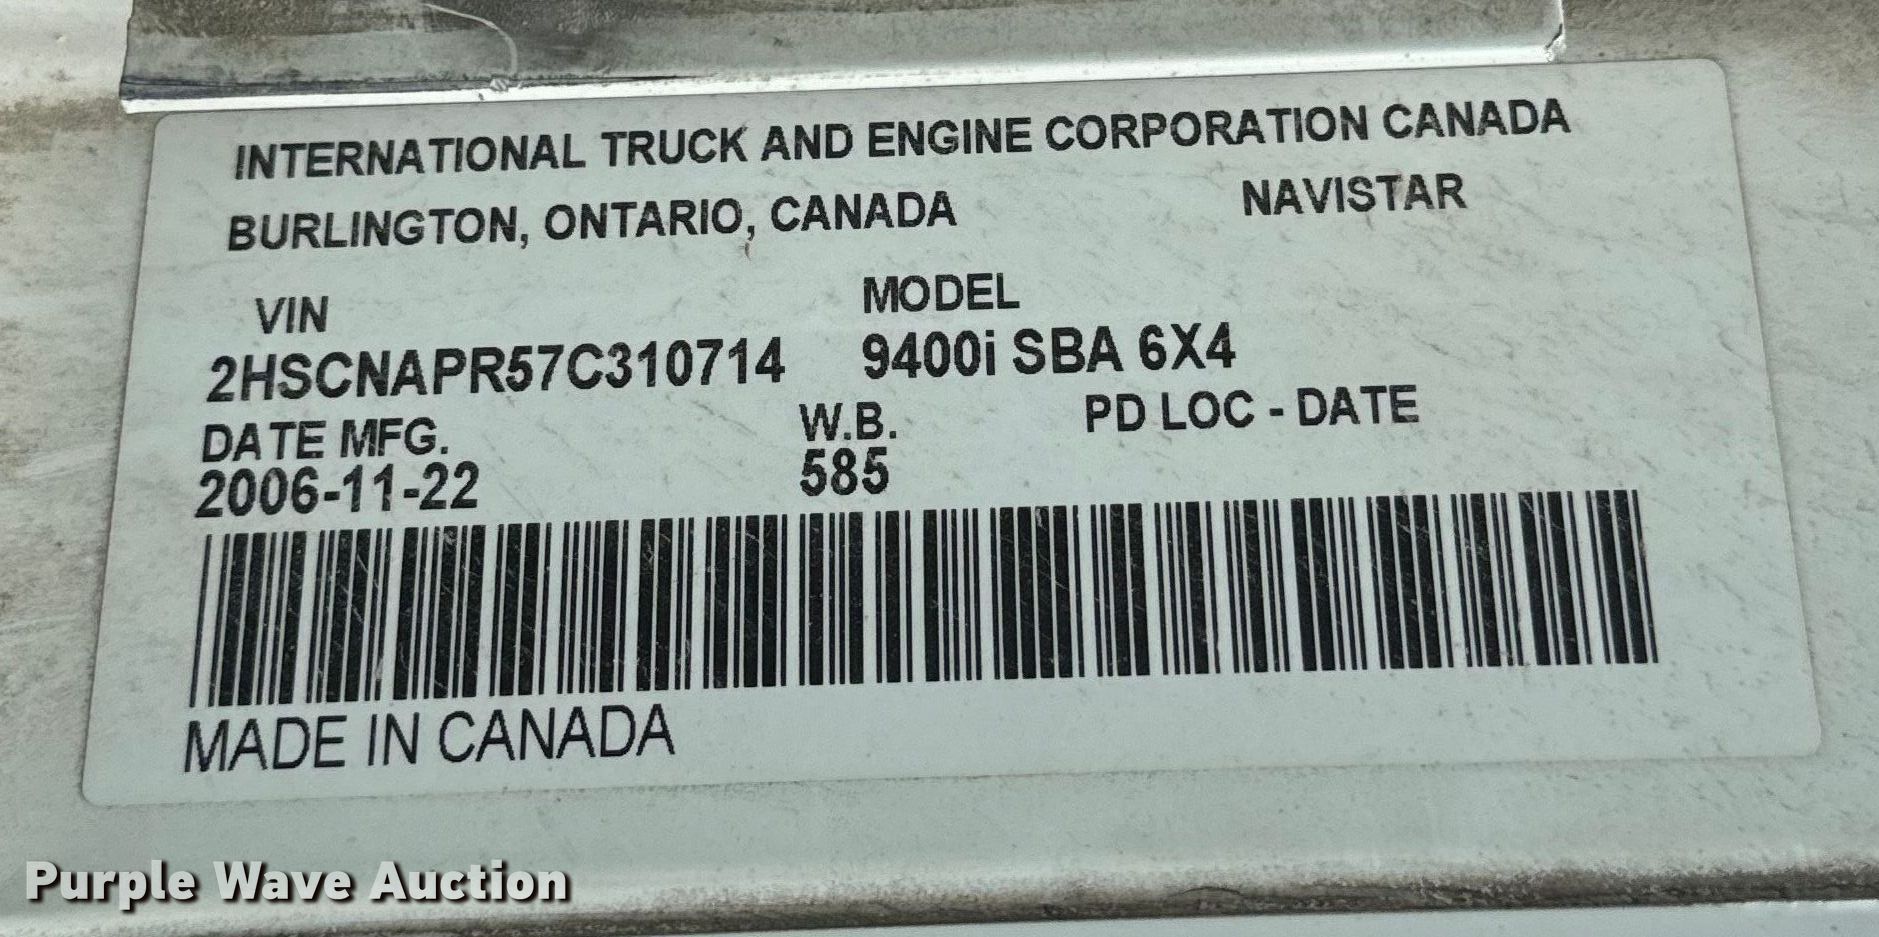 INTERNATIONAL TRUCK AND ENGINE CORPORATION CANADA
BURLINGTON, ONTARIO, CANADA NAVISTAR
VIN MODEL
2HSCNAPR57C310714 9400i SBA 6X4
DATE MFG. W.B. PD LOC - DATE
2006-11-22 585
MADE IN CANADA
Purple Wave Auction